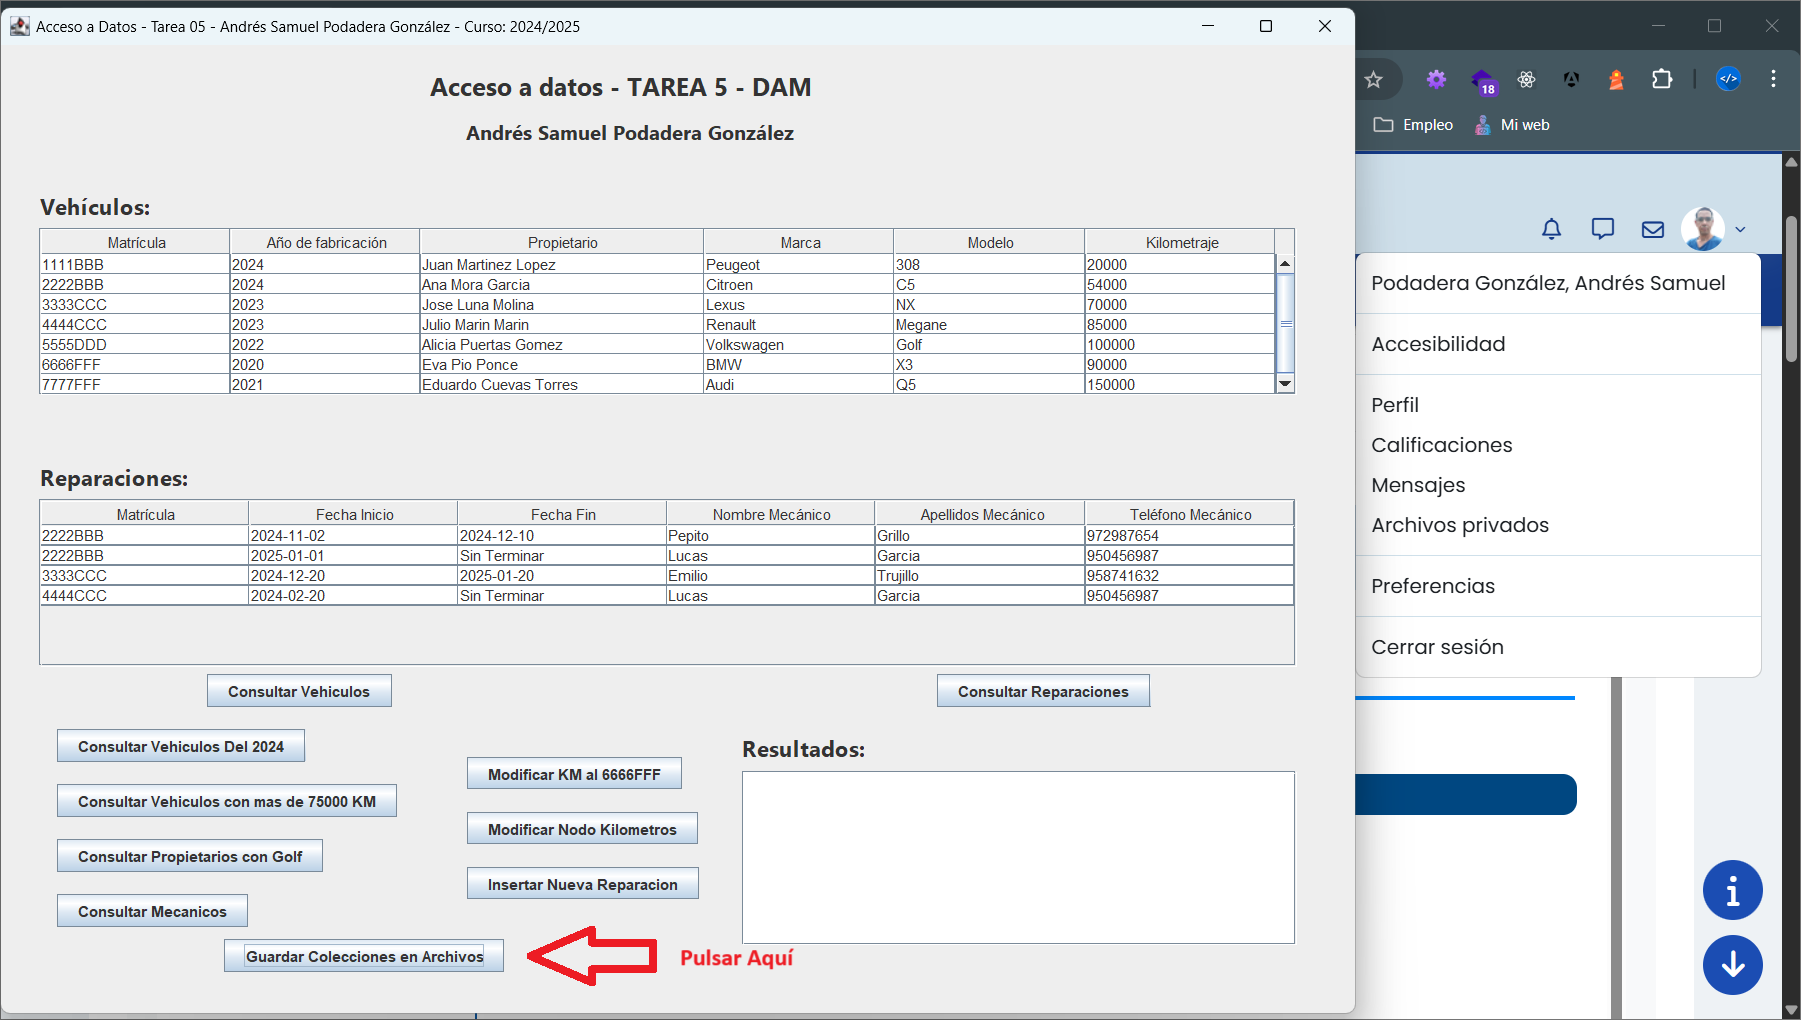 Acceso a Datos - Tarea 05 - Andrés Samuel Podadera González - Curso: 2024/2025
Acceso a datos - TAREA 5 - DAM
Andrés Samuel Podadera González
Vehículos:
Matrícula Año de fabricación Propietario Marca Modelo Kilometraje
1111BBB 2024 Juan Martinez Lopez Peugeot 308 20000
2222BBB 2024 Ana Mora Garcia Citroen C5 54000
3333CCC 2023 Jose Luna Molina Lexus NX 70000
4444CCC 2023 Julio Marin Marin Renault Megane 85000
5555DDD 2022 Alicia Puertas Gomez Volkswagen Golf 100000
6666FFF 2020 Eva Pio Ponce BMW X3 90000
7777FFF 2021 Eduardo Cuevas Torres Audi Q5 150000
Reparaciones:
Matrícula Fecha Inicio Fecha Fin Nombre Mecánico Apellidos Mecánico Teléfono Mecánico
2222BBB 2024-11-02 2024-12-10 Pepito Grillo 972987654
2222BBB 2025-01-01 Sin Terminar Lucas Garcia 950456987
3333CCC 2024-12-20 2025-01-20 Emilio Trujillo 958741632
4444CCC 2024-02-20 Sin Terminar Lucas Garcia 950456987
Consultar Vehiculos
Consultar Reparaciones
Consultar Vehiculos Del 2024
Consultar Vehiculos con mas de 75000 KM
Consultar Propietarios con Golf
Consultar Mecanicos
Modificar KM al 6666FFF
Modificar Nodo Kilometros
Insertar Nueva Reparacion
Resultados:
Guardar Colecciones en Archivos
Pulsar Aquí
18
</>
Empleo
Mi web
Podadera González, Andrés Samuel
Accesibilidad
Perfil
Calificaciones
Mensajes
Archivos privados
Preferencias
Cerrar sesión